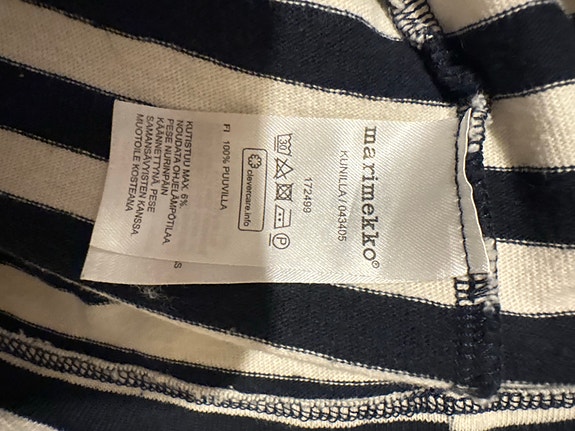 marimekko®
KUNILLA / 043405
172499
30
P
clevercare.info
FI 100% PUUVILLA
KUTISTUU MAX. 6%
NOUDATA OHJELÄMPÖTILAA
PESE NURINPÄIN
KÄÄNNETTYNÄ. PESE
SAMANSÄVYISTEN KANSSA.
MUOTOILE KOSTEANA
S